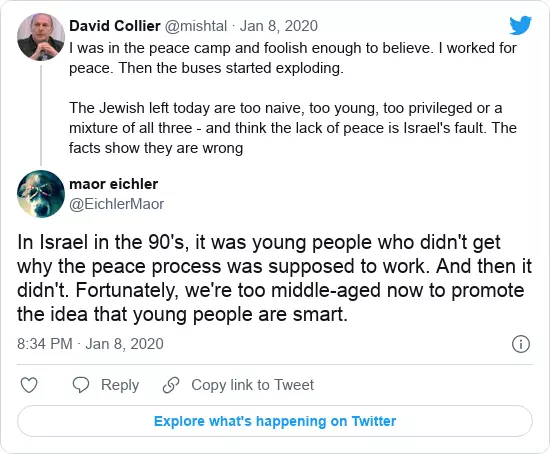 David Collier @mishtal · Jan 8, 2020
I was in the peace camp and foolish enough to believe. I worked for
peace. Then the buses started exploding.
The Jewish left today are too naive, too young, too privileged or a
mixture of all three - and think the lack of peace is Israel's fault. The
facts show they are wrong
maor eichler
@EichlerMaor
In Israel in the 90's, it was young people who didn't get
why the peace process was supposed to work. And then it
didn't. Fortunately, we're too middle-aged now to promote
the idea that young people are smart.
8:34 PM · Jan 8, 2020
Reply
Copy link to Tweet
Explore what's happening on Twitter